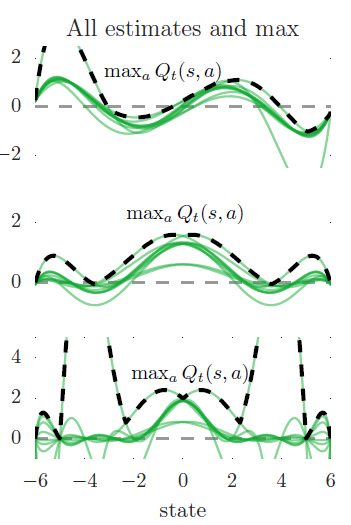 All estimates and max
2
max_a Q_t(s, a)
0
−2
max_a Q_t(s, a)
2
0
4
max_a Q_t(s, a)
2
0
−6 −4 −2 0 2 4 6
state